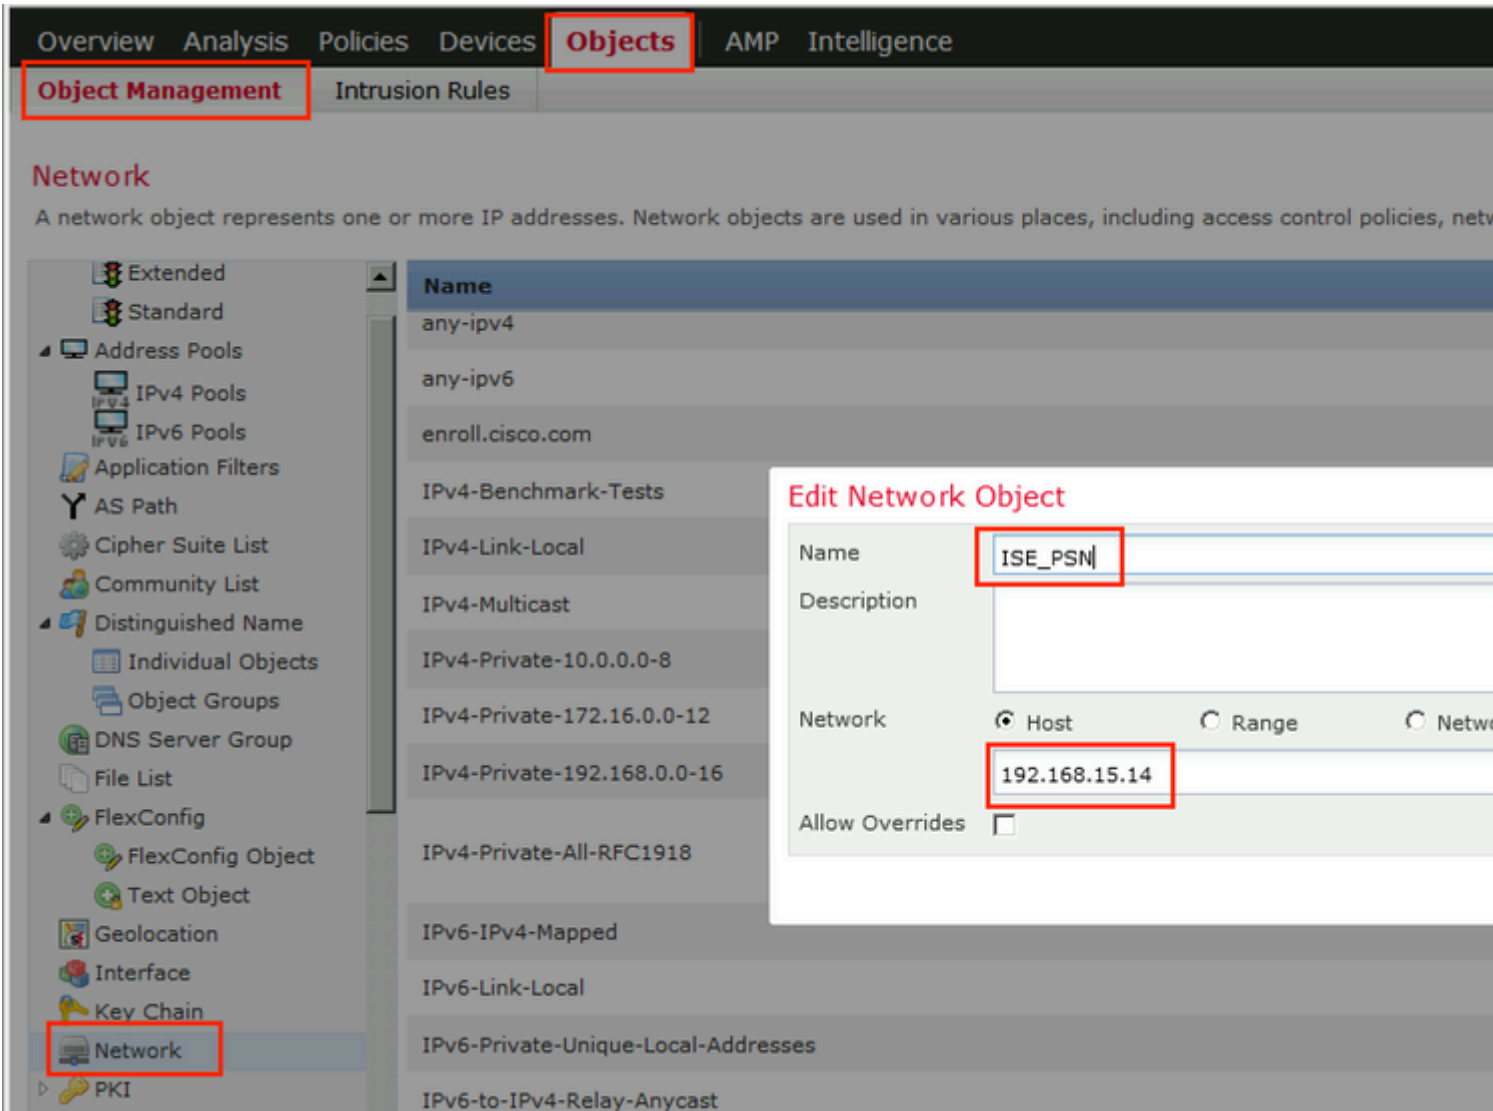 Overview Analysis Policies Devices Objects AMP Intelligence
Object Management Intrusion Rules
Network
A network object represents one or more IP addresses. Network objects are used in various places, including access control policies, netw
Extended
Standard
Address Pools
IPv4 Pools
IPv6 Pools
Application Filters
AS Path
Cipher Suite List
Community List
Distinguished Name
Individual Objects
Object Groups
DNS Server Group
File List
FlexConfig
FlexConfig Object
Text Object
Geolocation
Interface
Key Chain
Network
PKI
Name
any-ipv4
any-ipv6
enroll.cisco.com
IPv4-Benchmark-Tests
IPv4-Link-Local
IPv4-Multicast
IPv4-Private-10.0.0.0-8
IPv4-Private-172.16.0.0-12
IPv4-Private-192.168.0.0-16
IPv4-Private-All-RFC1918
IPv6-IPv4-Mapped
IPv6-Link-Local
IPv6-Private-Unique-Local-Addresses
IPv6-to-IPv4-Relay-Anycast
Edit Network Object
Name ISE_PSN
Description
Network Host Range Netwo
192.168.15.14
Allow Overrides